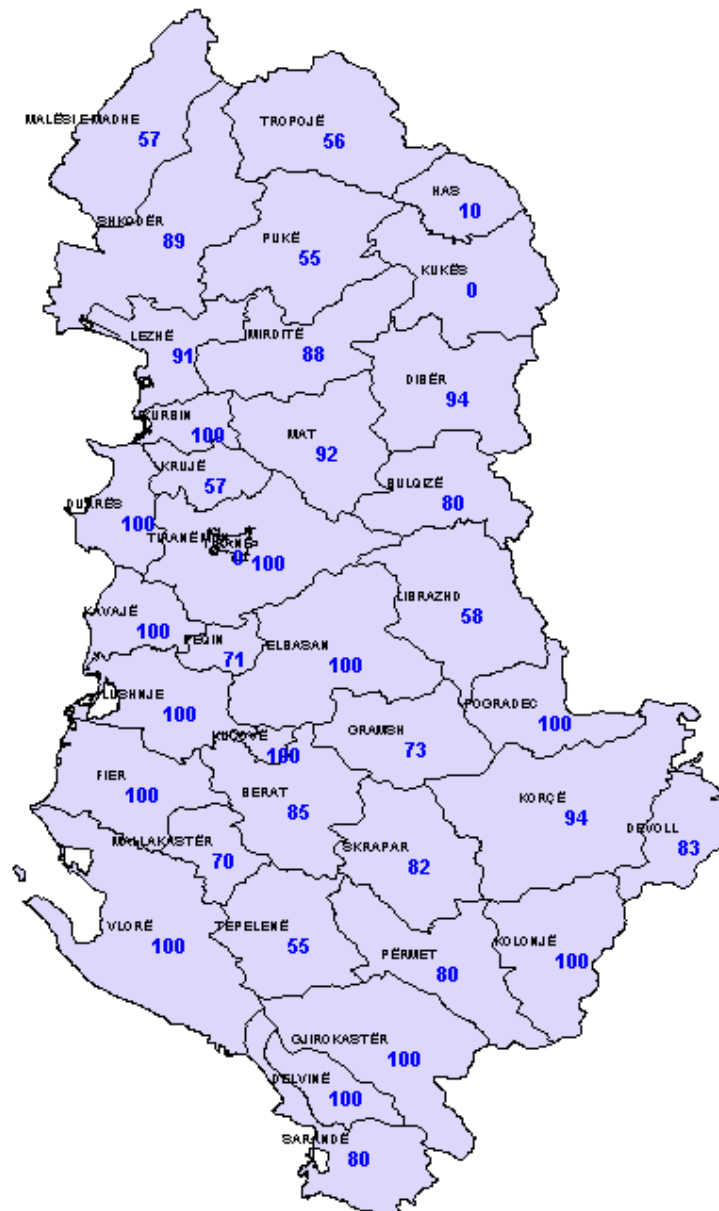 MALËSI E MADHE
57
TROPOJË
56
HAS
10
SHKODËR
89
PUKË
55
KUKËS
0
LEZHË
91
MIRDITË
88
DIBËR
94
KURBIN
100
MAT
92
KRUJË
57
BULQIZË
80
DURRËS
100
100
LIBRAZHD
58
KAVAJË
100
PEQIN
71
ELBASAN
100
LUSHNJE
100
POGRADEC
100
KUÇOVË
100
GRAMSH
73
FIER
100
BERAT
85
KORÇË
94
DEVOLL
83
MALLAKASTËR
70
SKRAPAR
82
VLORË
100
TEPELENË
55
PËRMET
80
KOLONJË
100
GJIROKASTËR
100
DELVINË
100
SARANDË
80